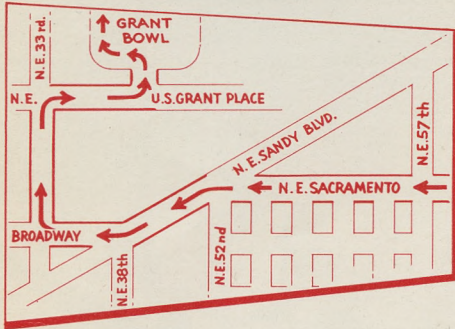 GRANT
BOWL
N.E. 33 rd.
N.E.
U.S. GRANT PLACE
N.E. SANDY BLVD.
N.E. 57th
N.E. SACRAMENTO
BROADWAY
N.E. 38th
N.E. 52nd